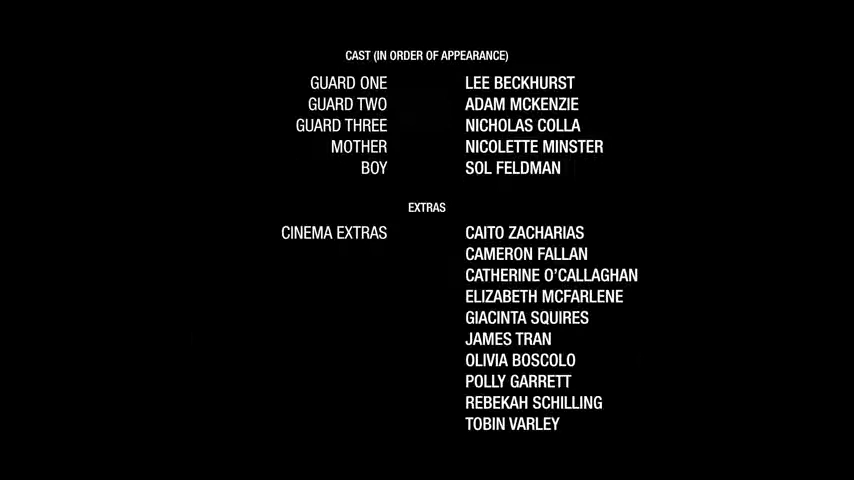 CAST (IN ORDER OF APPEARANCE)
GUARD ONE LEE BECKHURST
GUARD TWO ADAM MCKENZIE
GUARD THREE NICHOLAS COLLA
MOTHER NICOLETTE MINSTER
BOY SOL FELDMAN
EXTRAS
CINEMA EXTRAS CAITO ZACHARIAS
CAMERON FALLAN
CATHERINE O'CALLAGHAN
ELIZABETH MCFARLENE
GIACINTA SQUIRES
JAMES TRAN
OLIVIA BOSCOLO
POLLY GARRETT
REBEKAH SCHILLING
TOBIN VARLEY